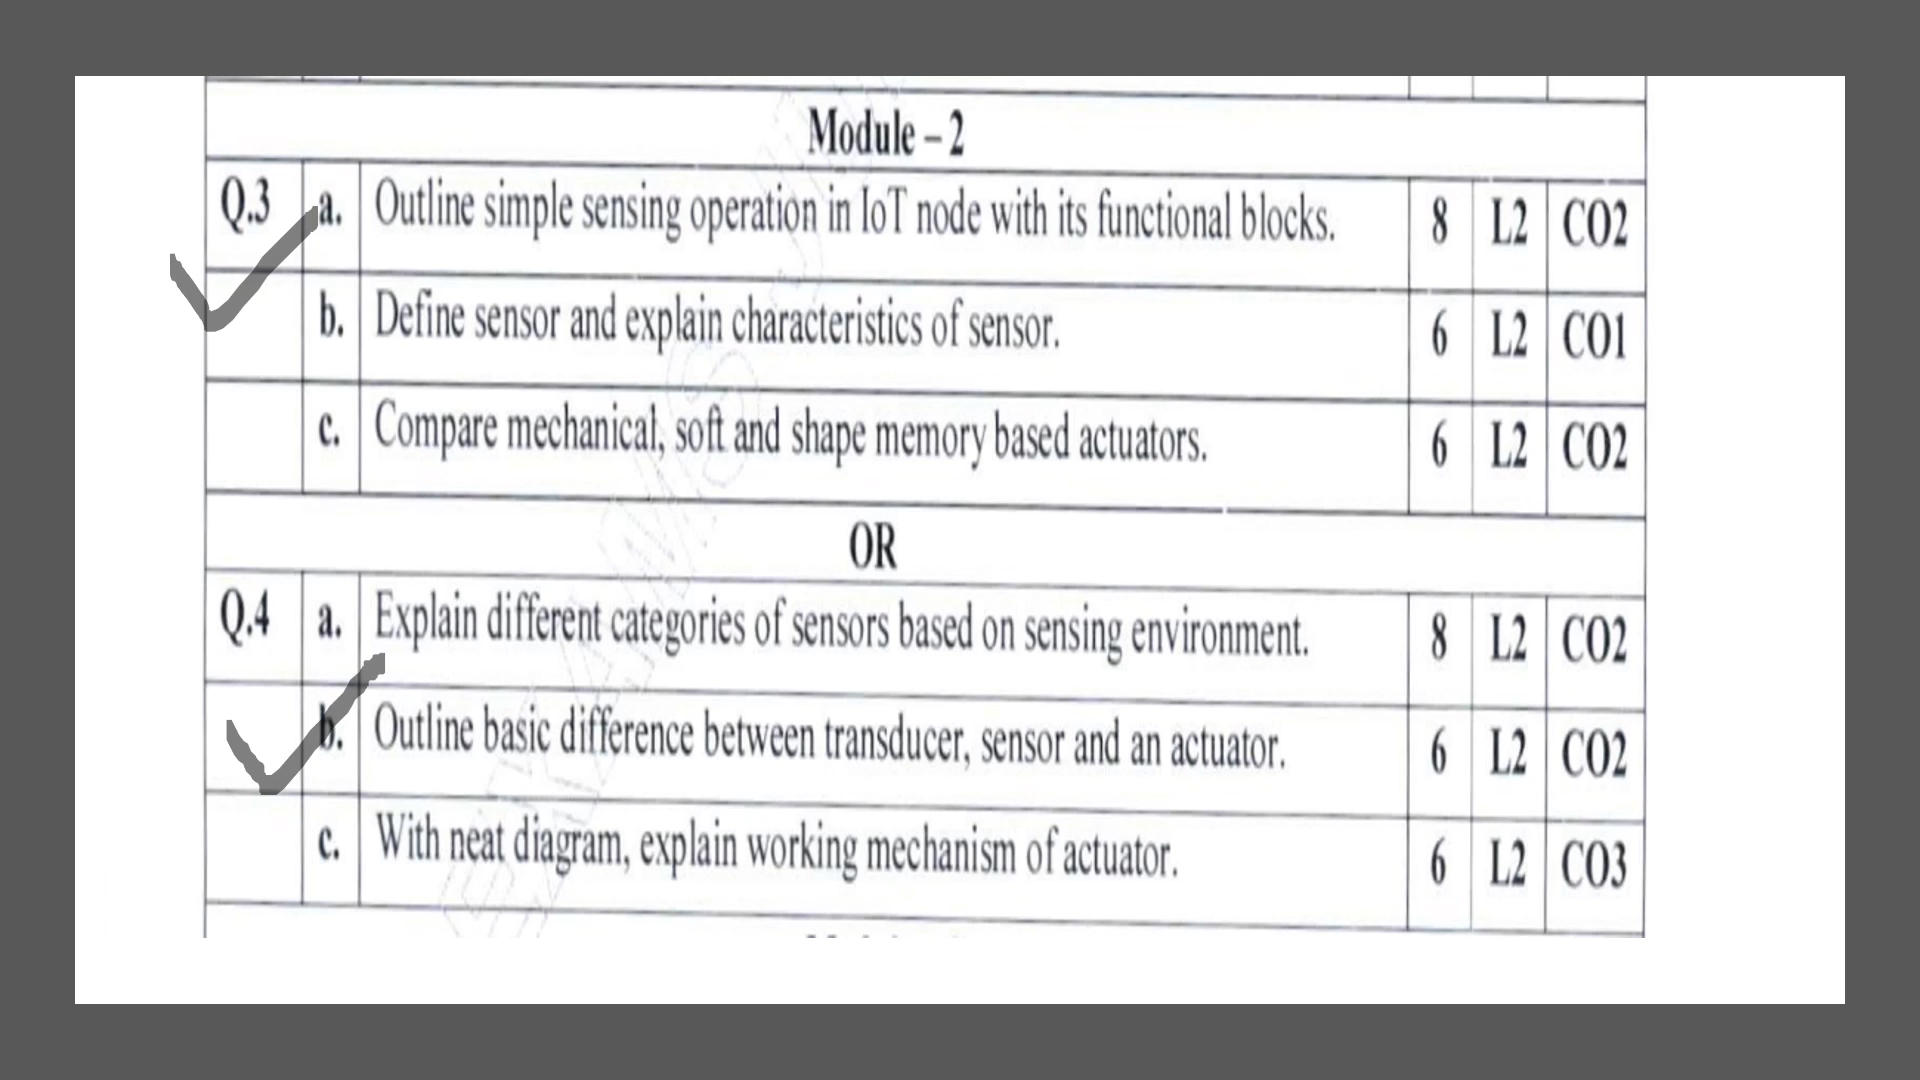 Module – 2
Q.3 a. Outline simple sensing operation in IoT node with its functional blocks. 8 L2 CO2
b. Define sensor and explain characteristics of sensor. 6 L2 CO1
c. Compare mechanical, soft and shape memory based actuators. 6 L2 CO2
OR
Q.4 a. Explain different categories of sensors based on sensing environment. 8 L2 CO2
b. Outline basic difference between transducer, sensor and an actuator. 6 L2 CO2
c. With neat diagram, explain working mechanism of actuator. 6 L2 CO3